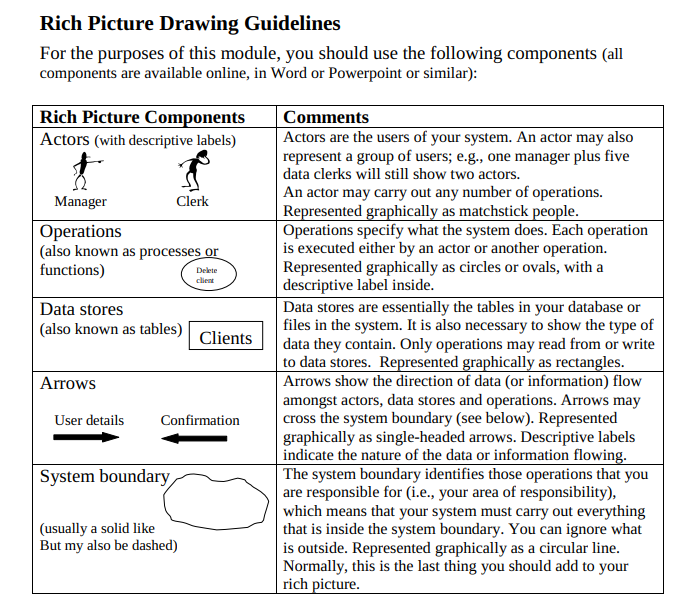 Rich Picture Drawing Guidelines
For the purposes of this module, you should use the following components (all
components are available online, in Word or Powerpoint or similar):
Rich Picture Components
Comments
Actors (with descriptive labels)
Manager
Clerk
Actors are the users of your system. An actor may also
represent a group of users; e.g., one manager plus five
data clerks will still show two actors.
An actor may carry out any number of operations.
Represented graphically as matchstick people.
Operations
(also known as processes or
functions)
Delete
client
Operations specify what the system does. Each operation
is executed either by an actor or another operation.
Represented graphically as circles or ovals, with a
descriptive label inside.
Data stores
(also known as tables)
Clients
Data stores are essentially the tables in your database or
files in the system. It is also necessary to show the type of
data they contain. Only operations may read from or write
to data stores.  Represented graphically as rectangles.
Arrows
User details
Confirmation
Arrows show the direction of data (or information) flow
amongst actors, data stores and operations. Arrows may
cross the system boundary (see below). Represented
graphically as single-headed arrows. Descriptive labels
indicate the nature of the data or information flowing.
System boundary
(usually a solid like
But my also be dashed)
The system boundary identifies those operations that you
are responsible for (i.e., your area of responsibility),
which means that your system must carry out everything
that is inside the system boundary. You can ignore what
is outside. Represented graphically as a circular line.
Normally, this is the last thing you should add to your
rich picture.